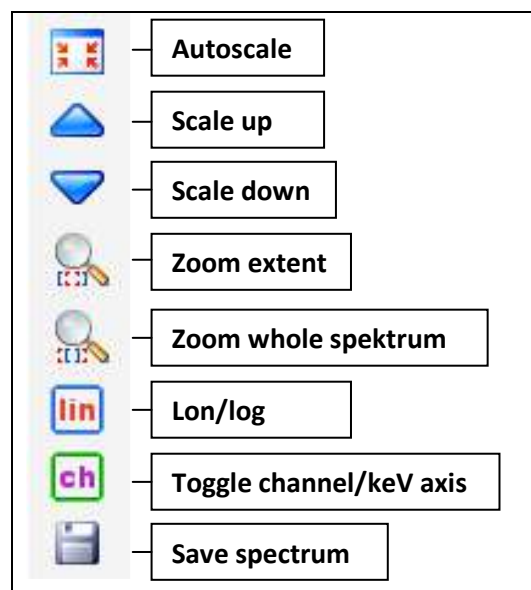 Autoscale
Scale up
Scale down
Zoom extent
Zoom whole spektrum
lin Lon/log
ch Toggle channel/keV axis
Save spectrum